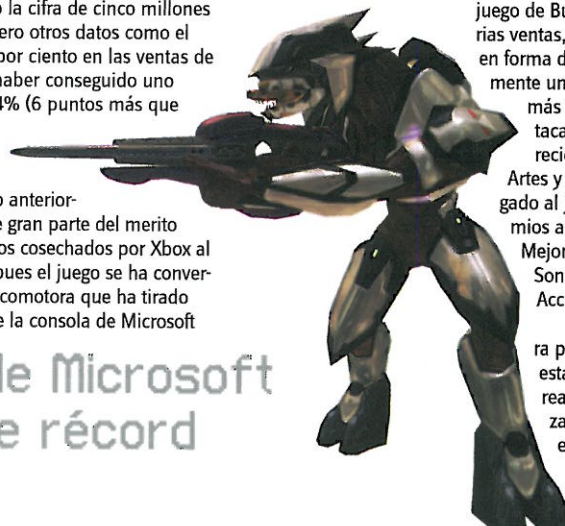 o la cifra de cinco millones
ero otros datos como el
por ciento en las ventas de
haber conseguido uno
4% (6 puntos más que
o anterior-
e gran parte del merito
os cosechados por Xbox al
pues el juego se ha conver-
comotora que ha tirado
e la consola de Microsoft
de Microsoft
e récord
juego de Bu
rias ventas,
en forma d
mente un
más
taca
recie
Artes y
gado al j
mios a
Mejor
Son
Acc
ra p
esta
rea
za
e